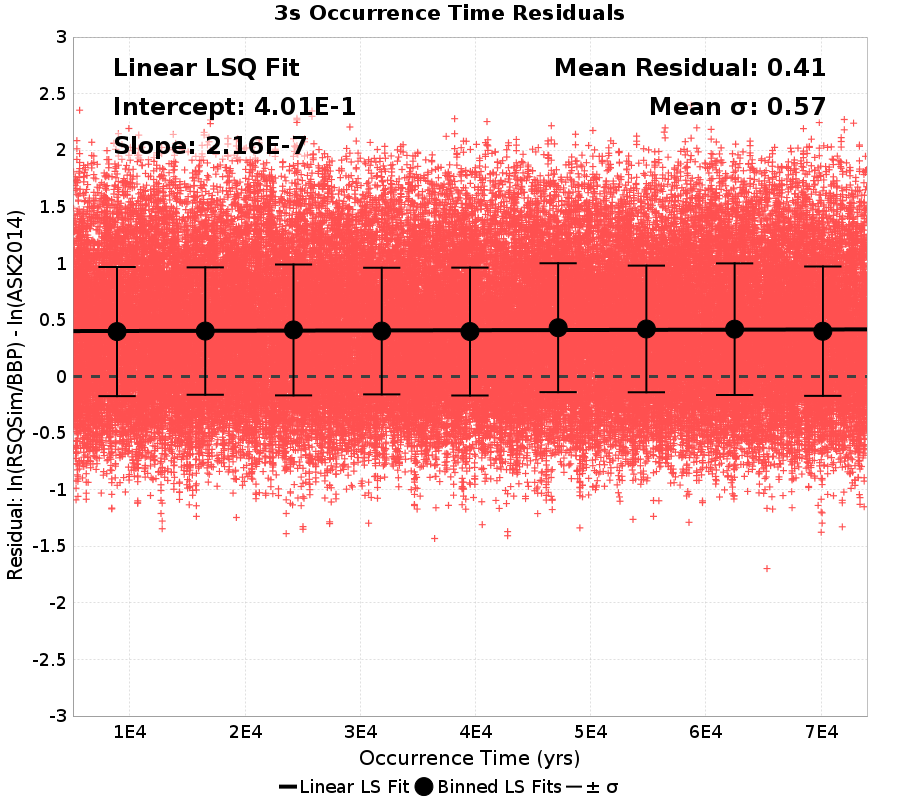 3s Occurrence Time Residuals
Linear LSQ Fit
Intercept: 4.01E-1
Slope: 2.16E-7
Mean Residual: 0.41
Mean σ: 0.57
Residual: ln(RSQSim/BBP) - ln(ASK2014)
3
2.5
2
1.5
1
0.5
0
-0.5
-1
-1.5
-2
-2.5
-3
1E4 2E4 3E4 4E4 5E4 6E4 7E4
Occurrence Time (yrs)
Linear LS Fit Binned LS Fits ± σ